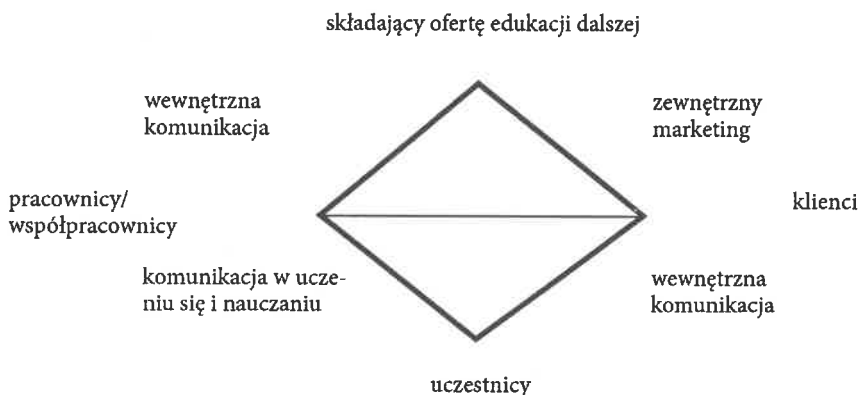 składający ofertę edukacji dalszej
wewnętrzna
komunikacja
zewnętrzny
marketing
pracownicy/
współpracownicy
klienci
komunikacja w ucze-
niu się i nauczaniu
wewnętrzna
komunikacja
uczestnicy